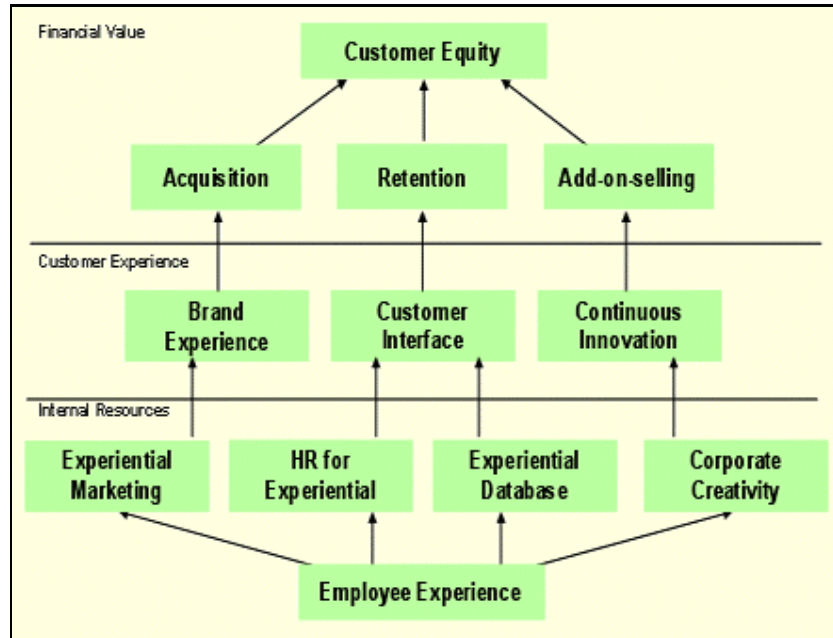 Financial Value
Customer Equity
Acquisition
Retention
Add-on-selling
Customer Experience
Brand
Experience
Customer
Interface
Continuous
Innovation
Internal Resources
Experiential
Marketing
HR for
Experiential
Experiential
Database
Corporate
Creativity
Employee Experience